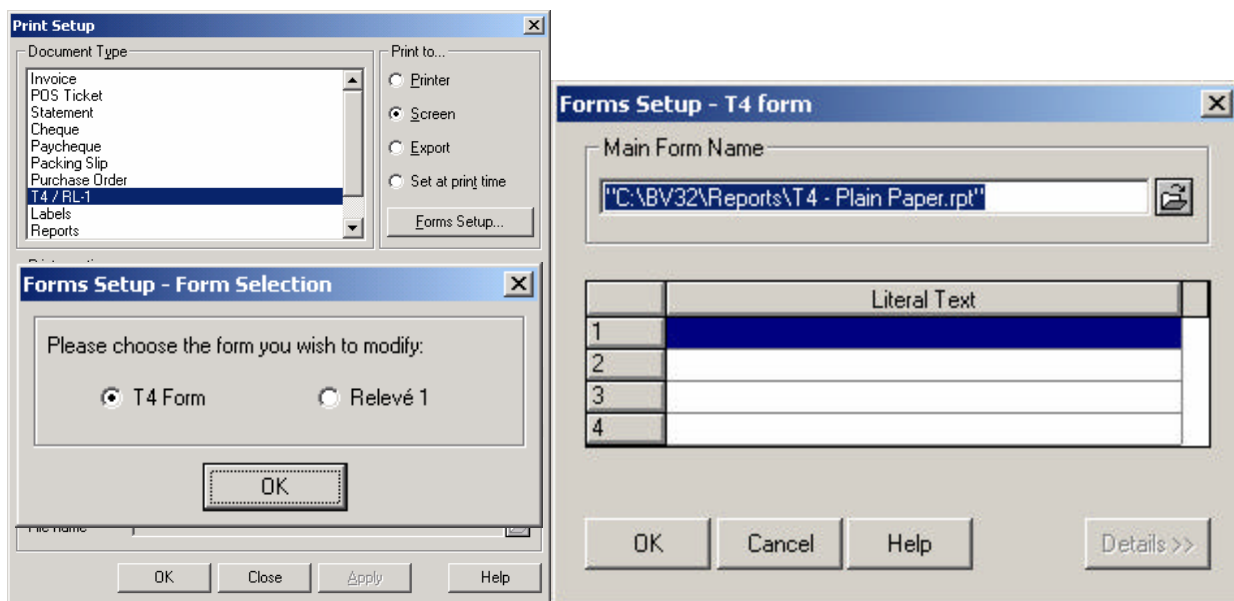 Print Setup
Document Type
Invoice
POS Ticket
Statement
Cheque
Paycheque
Packing Slip
Purchase Order
T4 / RL-1
Labels
Reports
Print to...
Printer
Screen
Export
Set at print time
Forms Setup...
Forms Setup - Form Selection
Please choose the form you wish to modify:
T4 Form
Relevé 1
OK
File Name
OK Close Apply Help
Forms Setup - T4 form
Main Form Name
"C:\BV32\Reports\T4 - Plain Paper.rpt"
Literal Text
1
2
3
4
OK Cancel Help Details >>